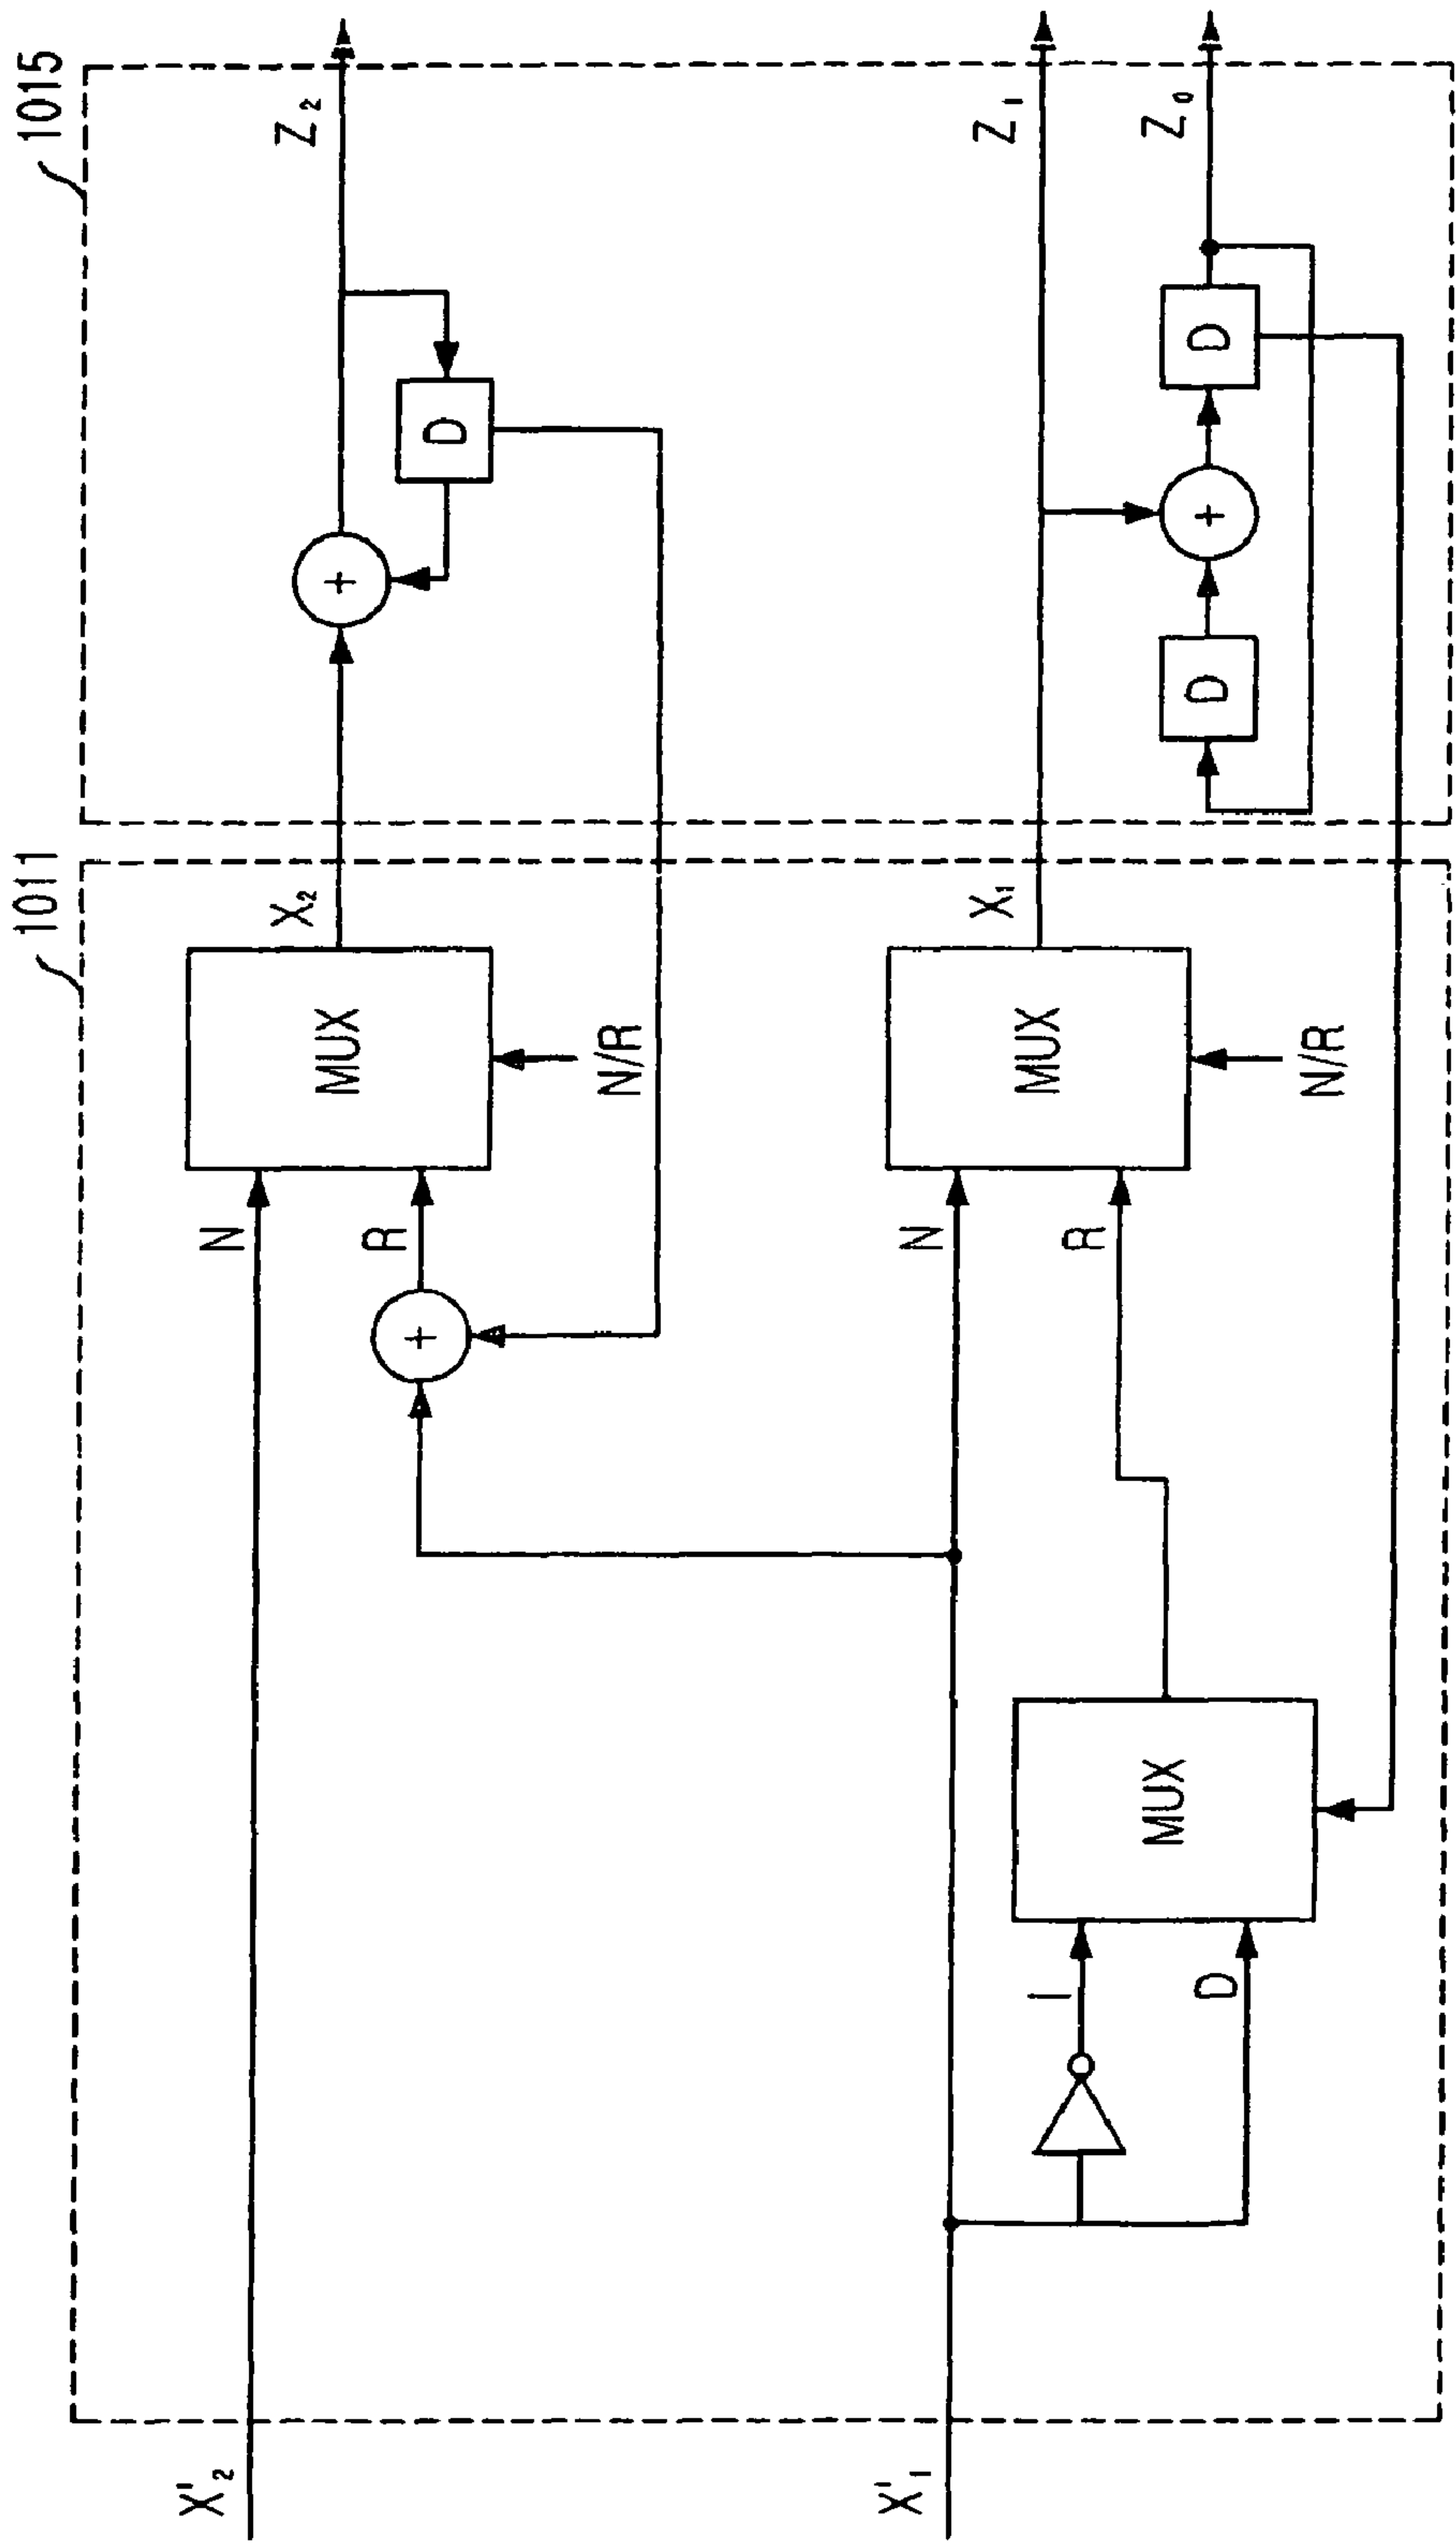 1011
1015
X'₂
N
MUX
X₂
Z₂
R
+
N/R
+
D
X'₁
N
MUX
X₁
Z₁
R
N/R
I
D
MUX
D
+
D
Z₀